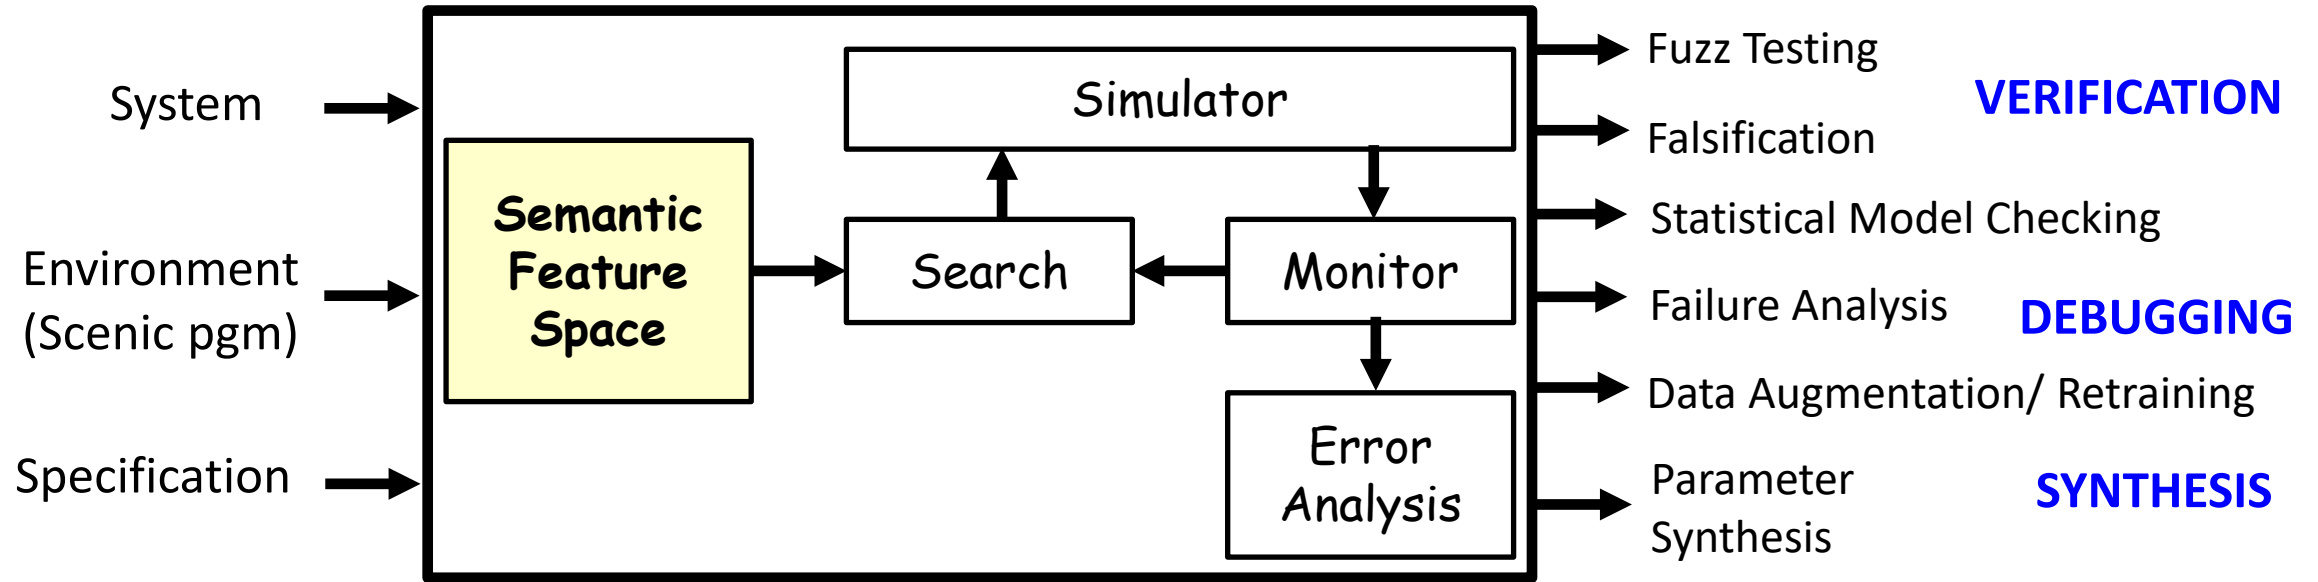 System
Environment
(Scenic pgm)
Specification
Semantic
Feature
Space
Simulator
Search
Monitor
Error
Analysis
Fuzz Testing
Falsification
VERIFICATION
Statistical Model Checking
Failure Analysis
DEBUGGING
Data Augmentation/ Retraining
Parameter
Synthesis
SYNTHESIS